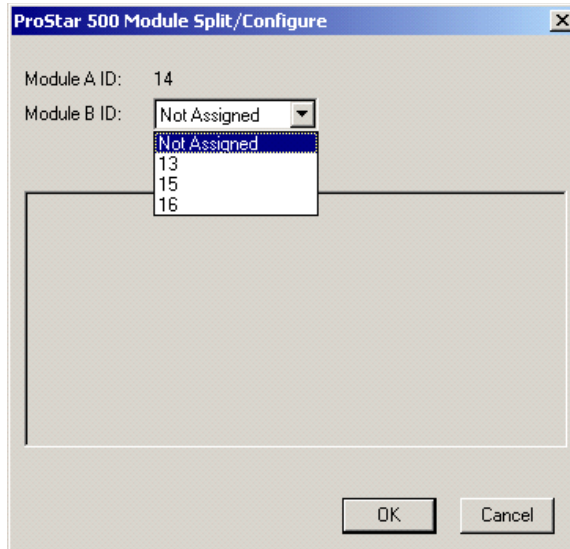 ProStar 500 Module Split/Configure
Module A ID: 14
Module B ID: Not Assigned
Not Assigned
13
15
16
OK Cancel